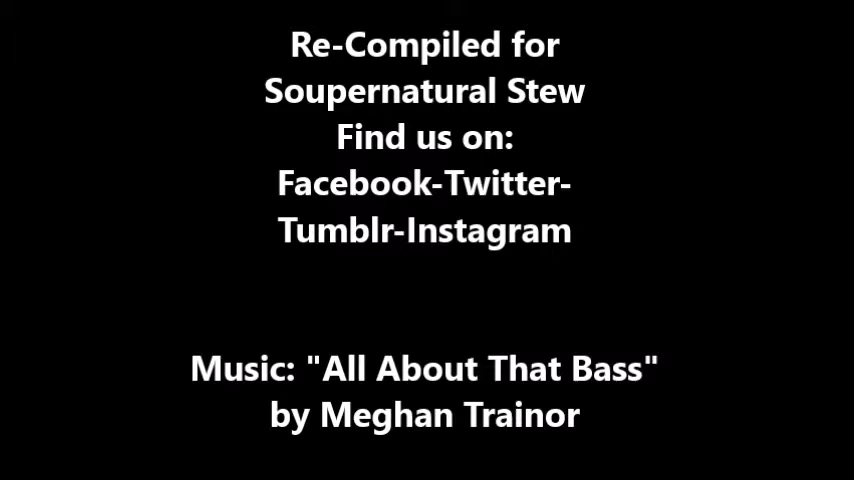 Re-Compiled for
Soupernatural Stew
Find us on:
Facebook-Twitter-
Tumblr-Instagram
Music: "All About That Bass"
by Meghan Trainor